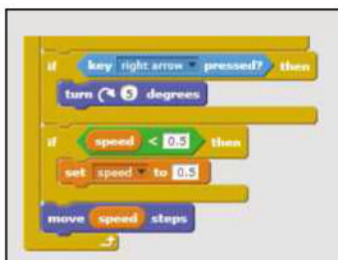 if key right arrow pressed? then
turn 5 degrees
if speed < 0.5 then
set speed to 0.5
move speed steps